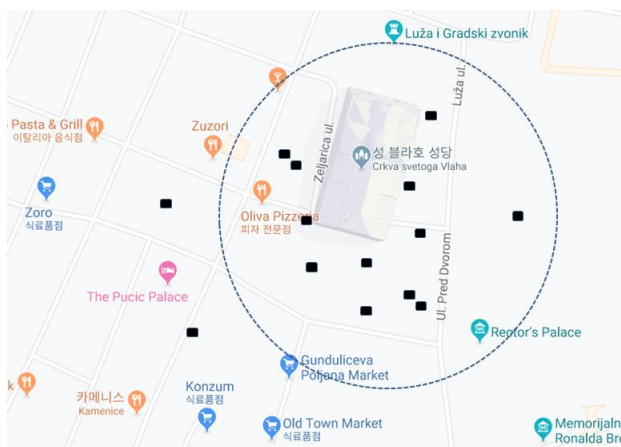 Luža i Gradski zvonik
Luža ul.
Pasta & Grill
이탈리아 음식점
Zuzori
Zeljarica ul.
성 블라호 성당
Crkva svetoga Vlaha
Zoro
식료품점
Oliva Pizzeria
피자 전문점
The Pucic Palace
Ul. Pred Dvorom
Rector's Palace
Gunduliceva
Poljana Market
k
카메니스
Kamenice
Konzum
식료품점
Old Town Market
식료품점
Memorijaln
Ronalda Br